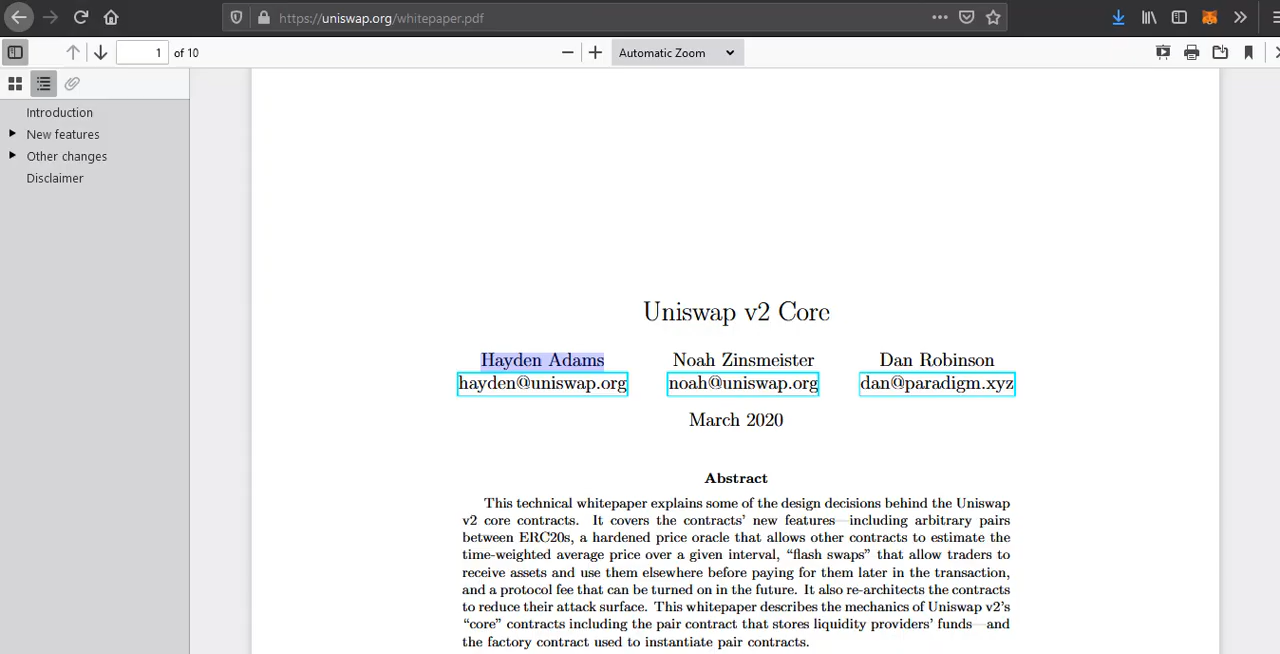 https://uniswap.org/whitepaper.pdf
1 of 10
Automatic Zoom
Introduction
New features
Other changes
Disclaimer
Uniswap v2 Core
Hayden Adams Noah Zinsmeister Dan Robinson
hayden@uniswap.org noah@uniswap.org dan@paradigm.xyz
March 2020
Abstract
This technical whitepaper explains some of the design decisions behind the Uniswap
v2 core contracts. It covers the contracts' new features—including arbitrary pairs
between ERC20s, a hardened price oracle that allows other contracts to estimate the
time-weighted average price over a given interval, “flash swaps” that allow traders to
receive assets and use them elsewhere before paying for them later in the transaction,
and a protocol fee that can be turned on in the future. It also re-architects the contracts
to reduce their attack surface. This whitepaper describes the mechanics of Uniswap v2's
“core” contracts including the pair contract that stores liquidity providers' funds—and
the factory contract used to instantiate pair contracts.